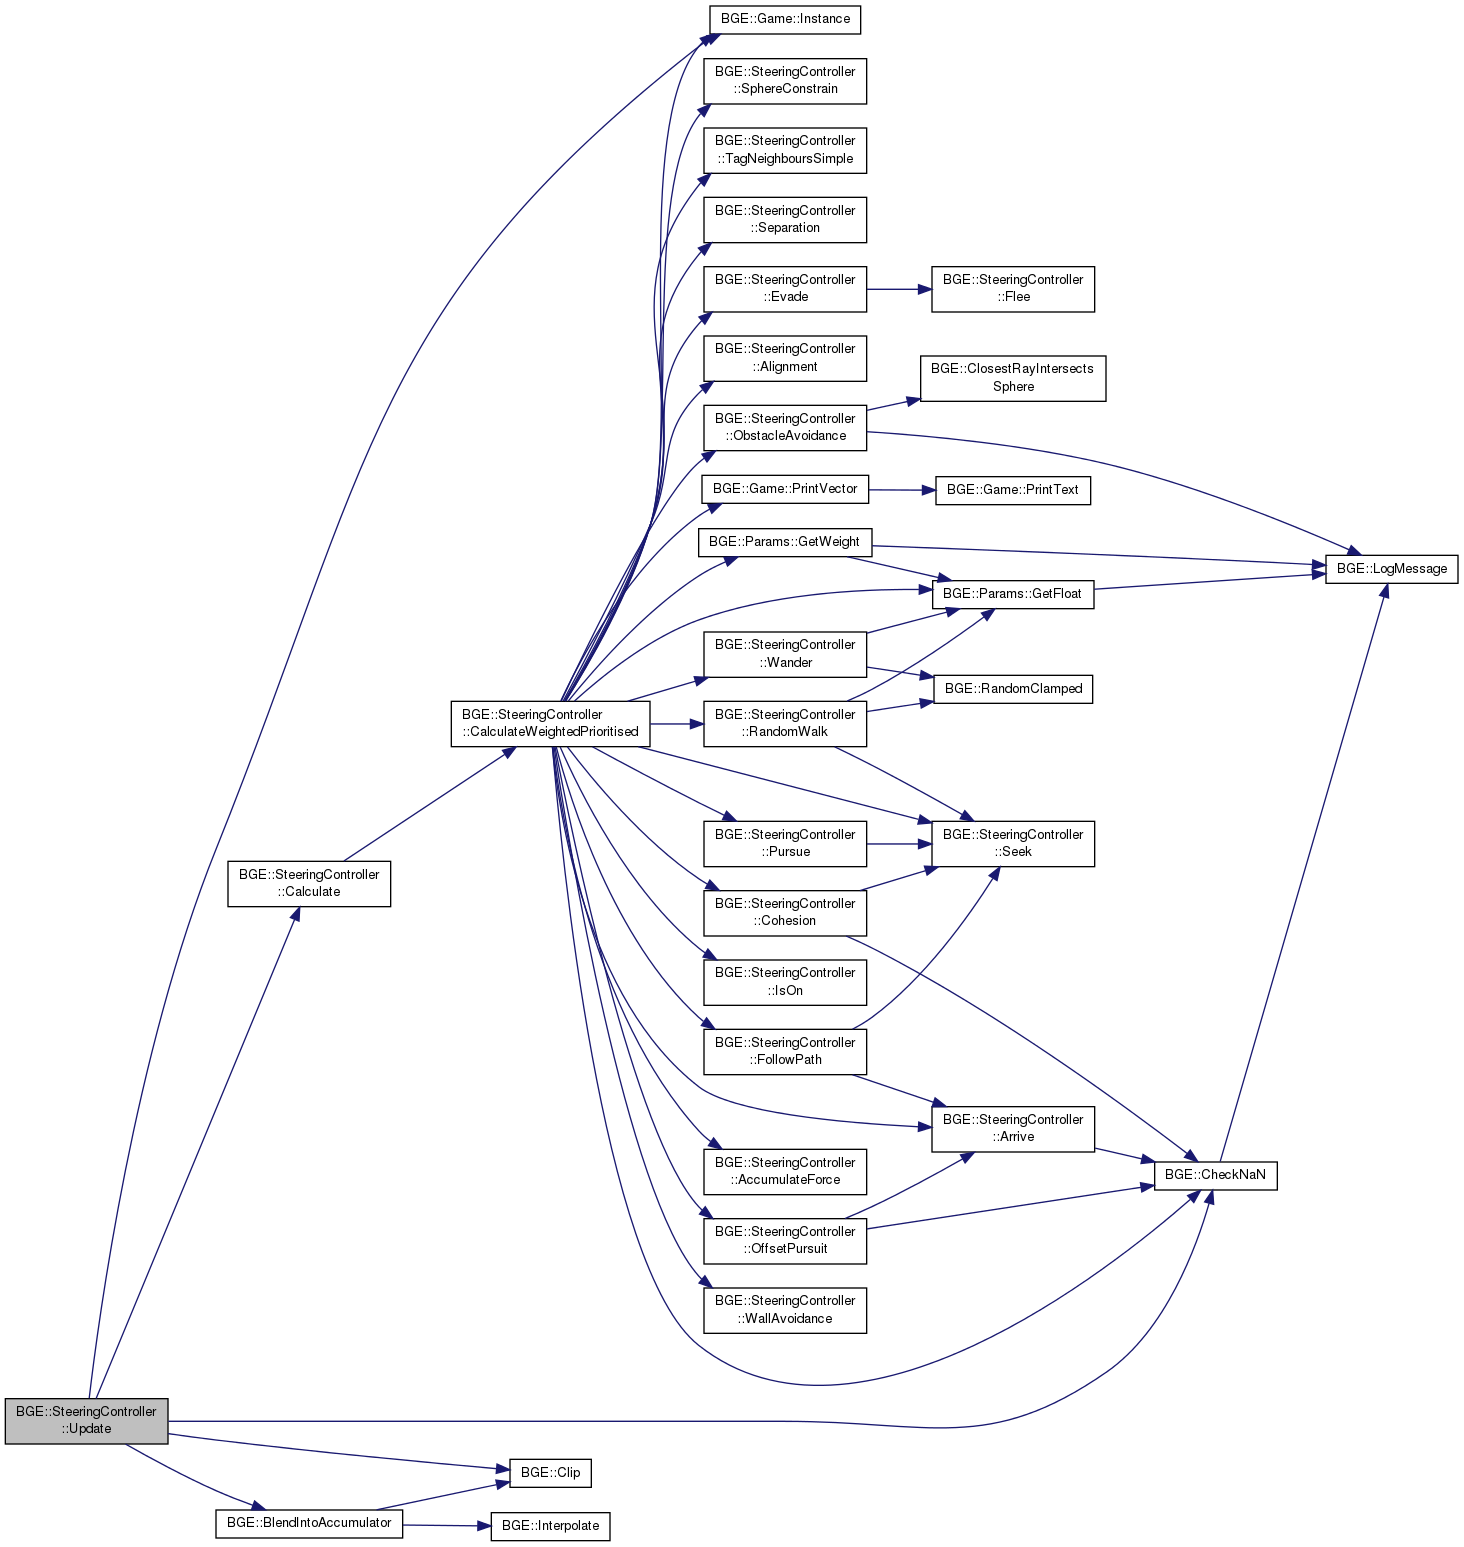 BGE::Game::Instance
BGE::SteeringController
::SphereConstrain
BGE::SteeringController
::TagNeighboursSimple
BGE::SteeringController
::Separation
BGE::SteeringController
::Evade
BGE::SteeringController
::Flee
BGE::SteeringController
::Alignment
BGE::ClosestRayIntersects
Sphere
BGE::SteeringController
::ObstacleAvoidance
BGE::Game::PrintVector
BGE::Game::PrintText
BGE::Params::GetWeight
BGE::LogMessage
BGE::Params::GetFloat
BGE::SteeringController
::Wander
BGE::RandomClamped
BGE::SteeringController
::CalculateWeightedPrioritised
BGE::SteeringController
::RandomWalk
BGE::SteeringController
::Pursue
BGE::SteeringController
::Seek
BGE::SteeringController
::Calculate
BGE::SteeringController
::Cohesion
BGE::SteeringController
::IsOn
BGE::SteeringController
::FollowPath
BGE::SteeringController
::Arrive
BGE::SteeringController
::AccumulateForce
BGE::CheckNaN
BGE::SteeringController
::OffsetPursuit
BGE::SteeringController
::WallAvoidance
BGE::SteeringController
::Update
BGE::Clip
BGE::BlendIntoAccumulator
BGE::Interpolate